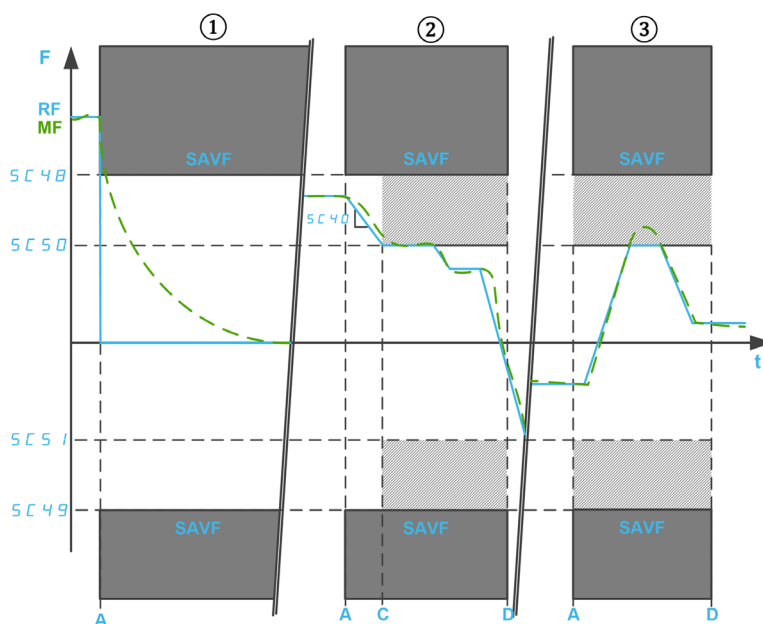 ① ② ③
F
RF
MF
SAVF SAVF SAVF
SC48
SC40
SC50
t
SC51
SC49
SAVF SAVF SAVF
A A C D A D